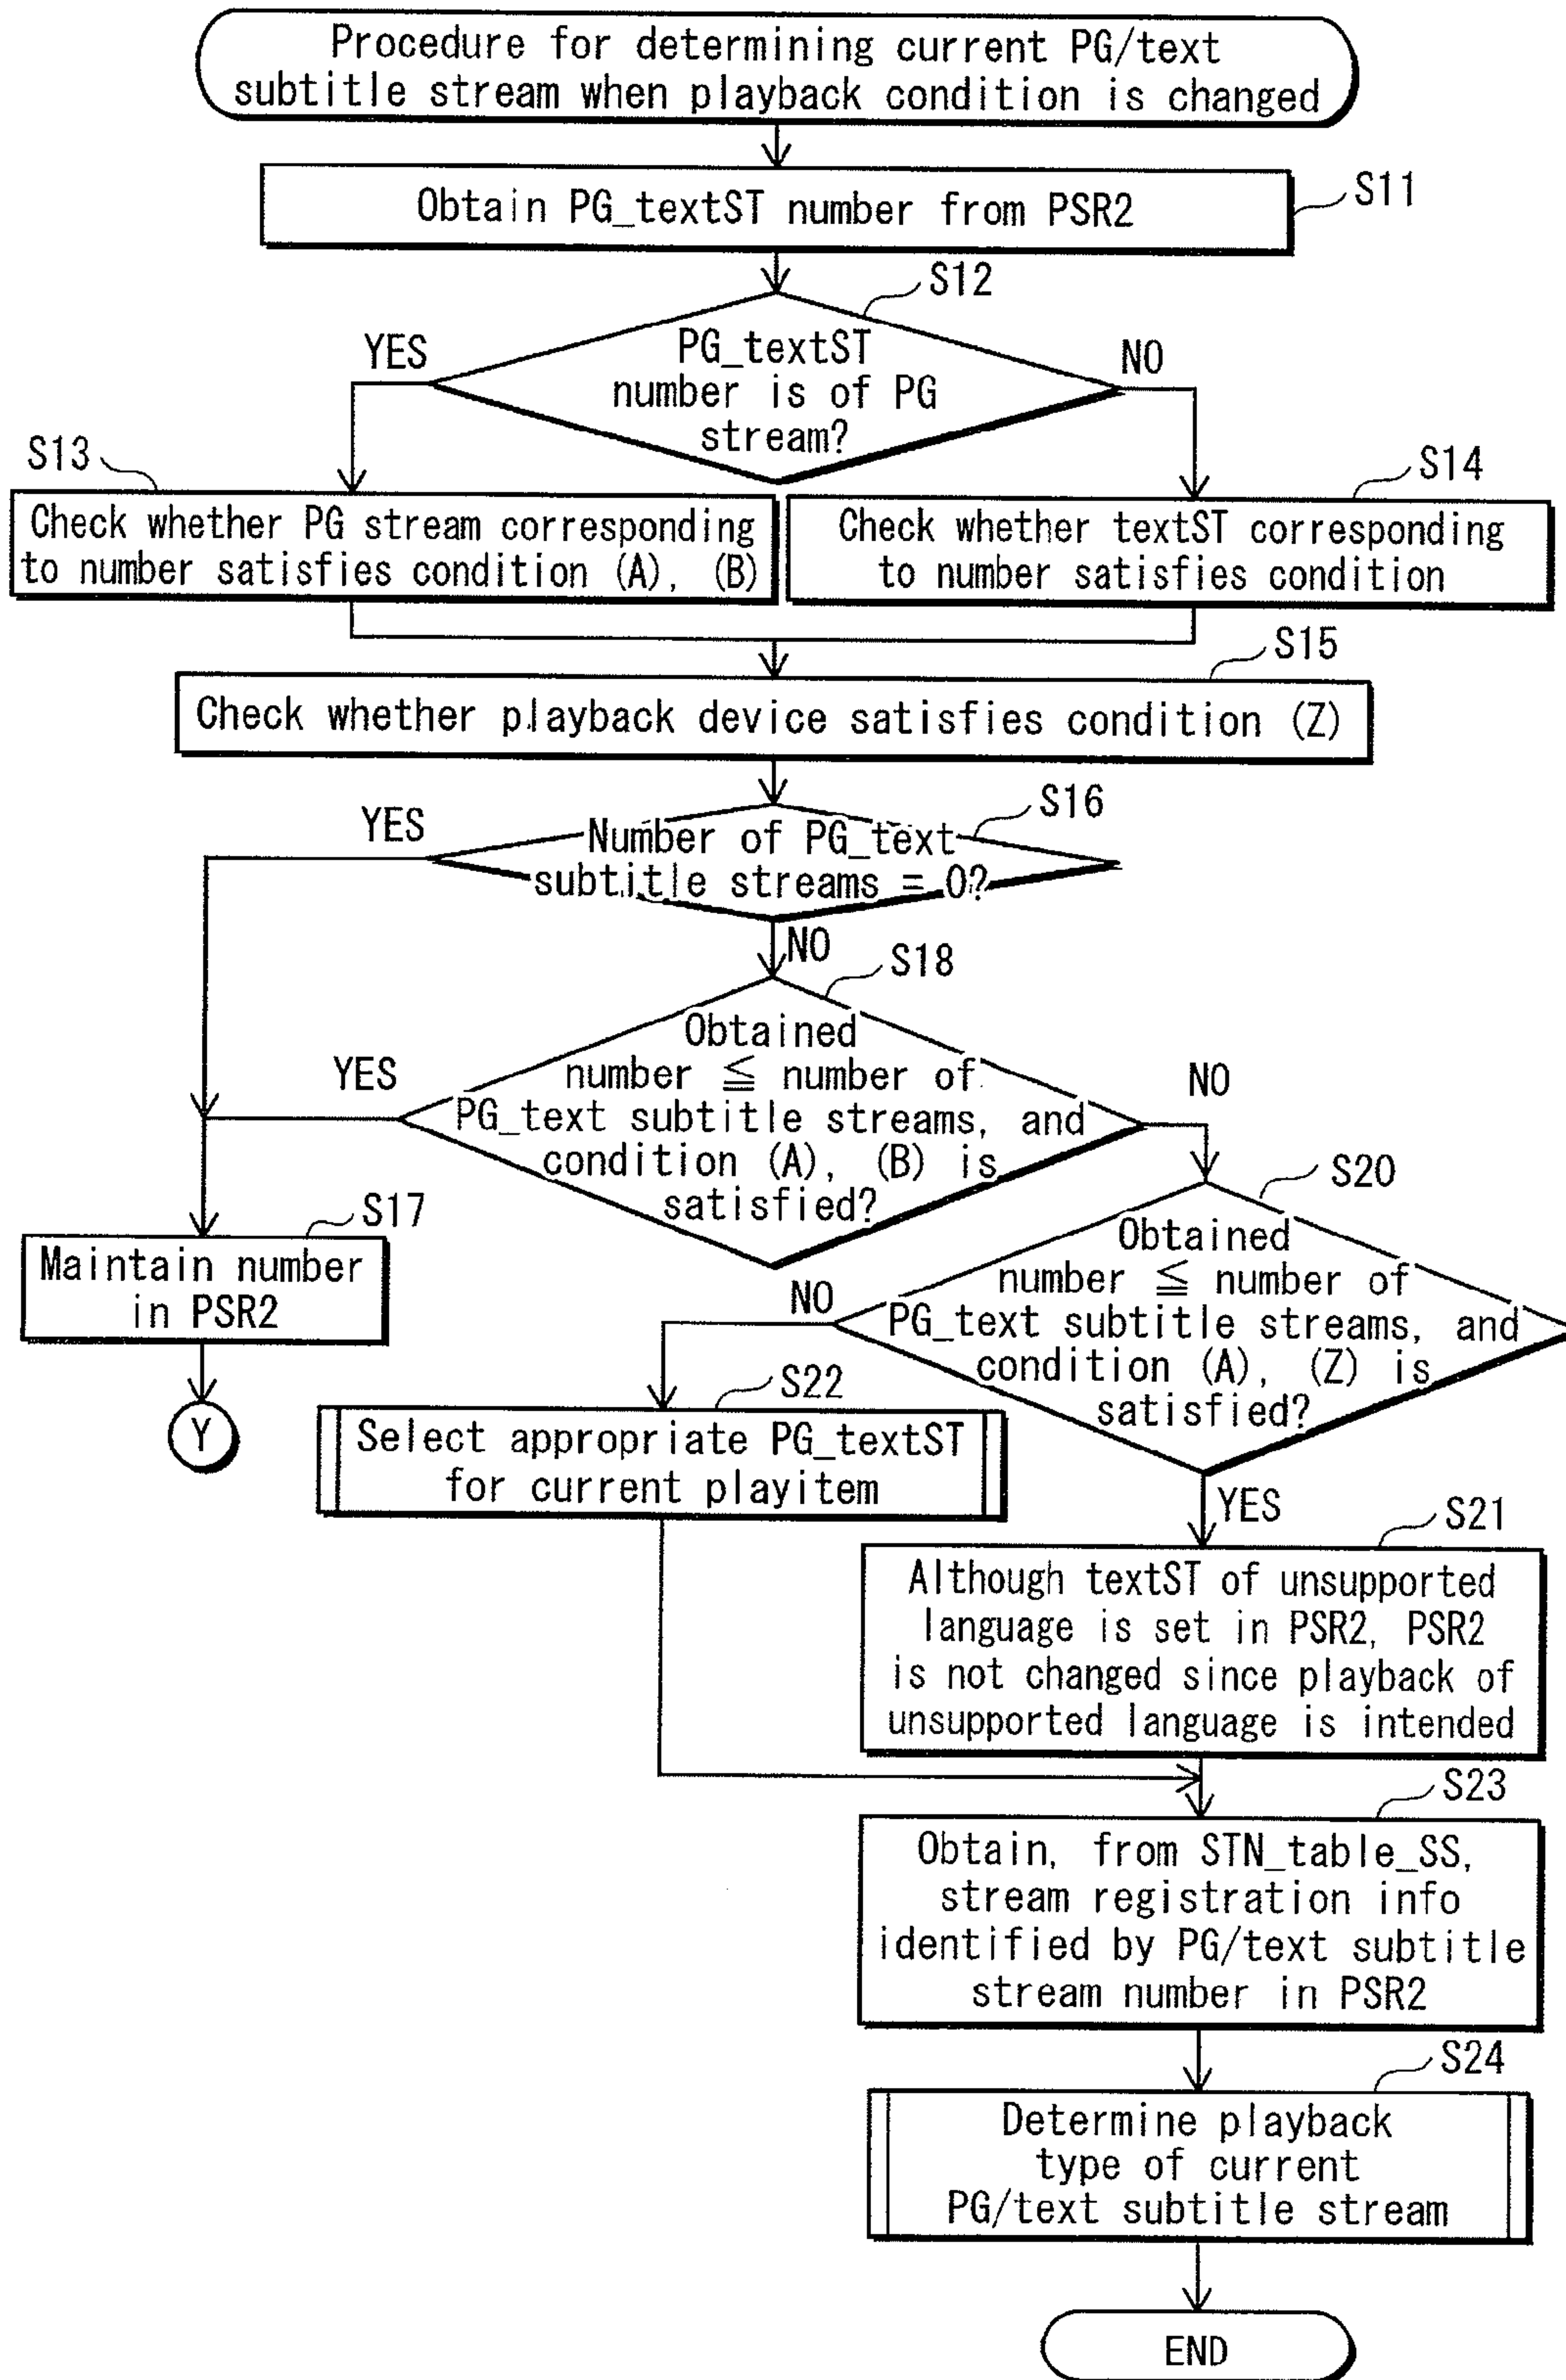 Procedure for determining current PG/text
subtitle stream when playback condition is changed
S11
Obtain PG_textST number from PSR2
S12
PG_textST
number is of PG
stream?
YES
NO
S13
Check whether PG stream corresponding
to number satisfies condition (A), (B)
S14
Check whether textST corresponding
to number satisfies condition
S15
Check whether playback device satisfies condition (Z)
S16
Number of PG_text
subtitle streams = 0?
YES
NO
S18
Obtained
number ≦ number of
PG_text subtitle streams, and
condition (A), (B) is
satisfied?
YES
NO
S17
Maintain number
in PSR2
Y
S20
Obtained
number ≦ number of
PG_text subtitle streams, and
condition (A), (Z) is
satisfied?
NO
YES
S22
Select appropriate PG_textST
for current playitem
S21
Although textST of unsupported
language is set in PSR2, PSR2
is not changed since playback of
unsupported language is intended
S23
Obtain, from STN_table_SS,
stream registration info
identified by PG/text subtitle
stream number in PSR2
S24
Determine playback
type of current
PG/text subtitle stream
END